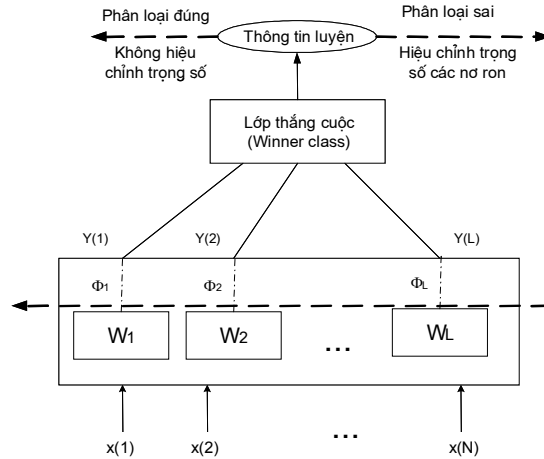 Phân loại đúng
Thông tin luyện
Phân loại sai
Không hiệu
chỉnh trọng số
Hiệu chỉnh trọng
số các nơ ron
Lớp thắng cuộc
(Winner class)
Y(1)
Y(2)
Y(L)
Φ1
Φ2
ΦL
W1
W2
...
WL
x(1)
x(2)
...
x(N)